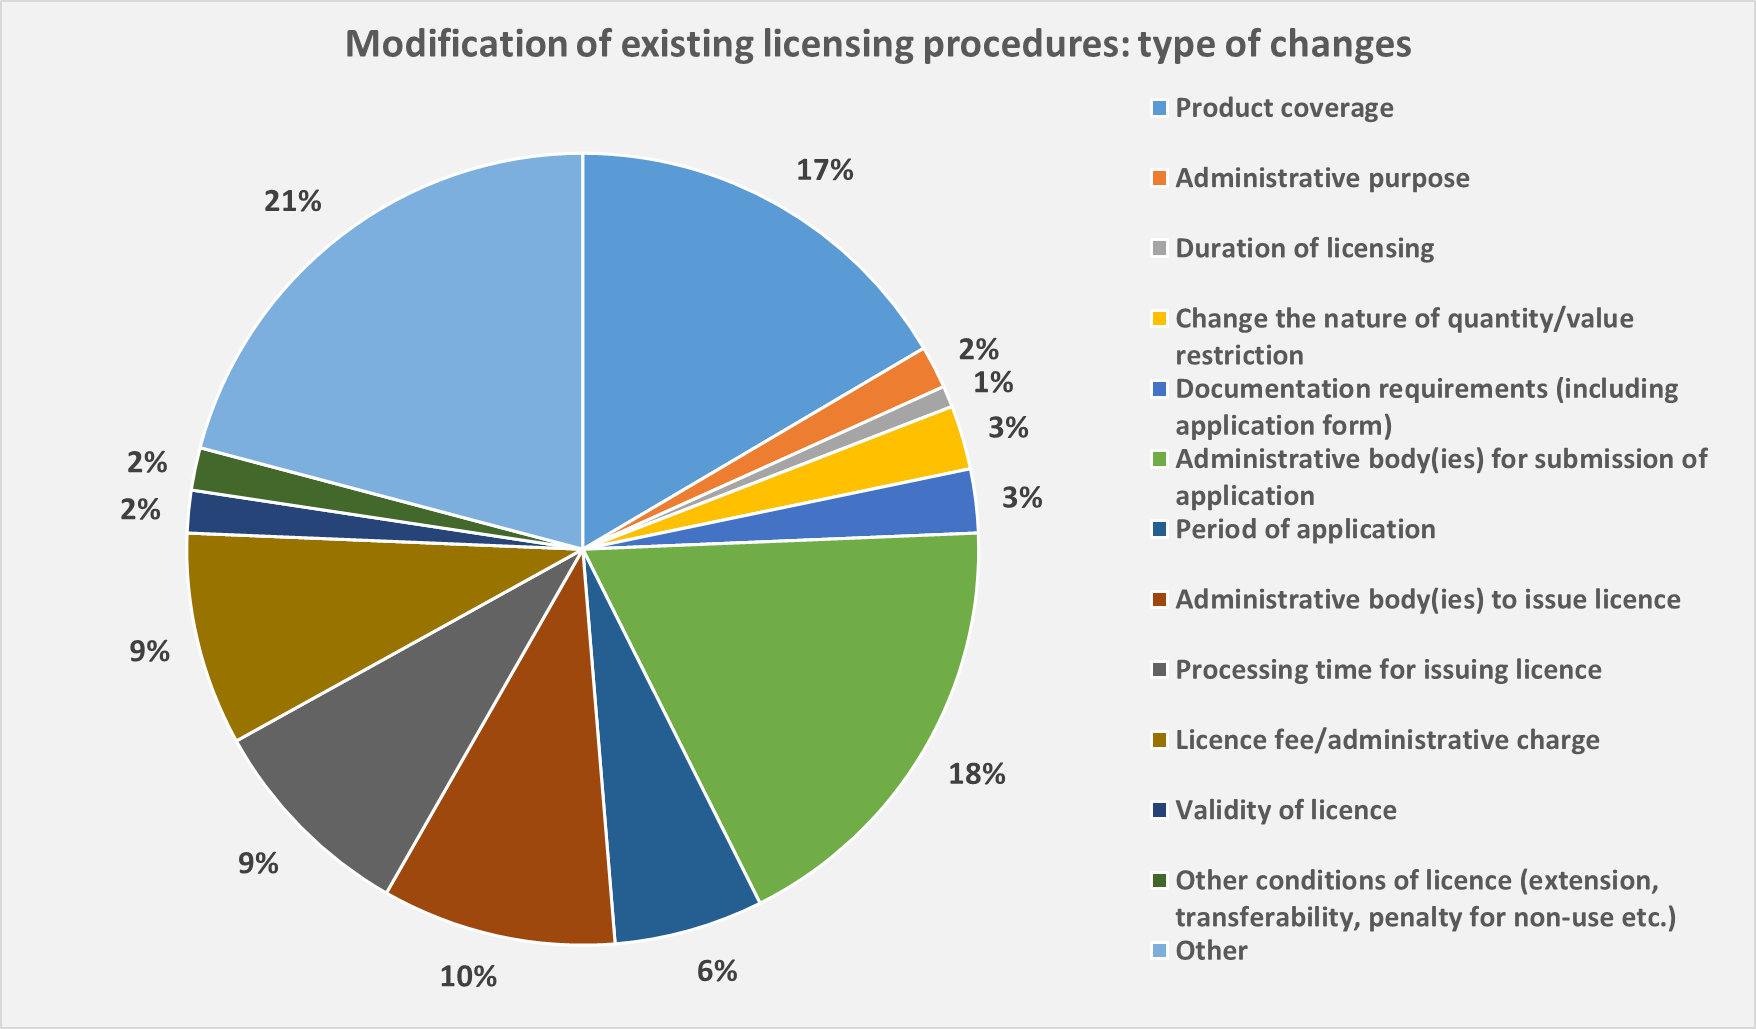 Modification of existing licensing procedures: type of changes
17%
2%
1%
3%
3%
18%
6%
10%
9%
9%
2%
2%
21%
Product coverage
Administrative purpose
Duration of licensing
Change the nature of quantity/value
restriction
Documentation requirements (including
application form)
Administrative body(ies) for submission of
application
Period of application
Administrative body(ies) to issue licence
Processing time for issuing licence
Licence fee/administrative charge
Validity of licence
Other conditions of licence (extension,
transferability, penalty for non-use etc.)
Other